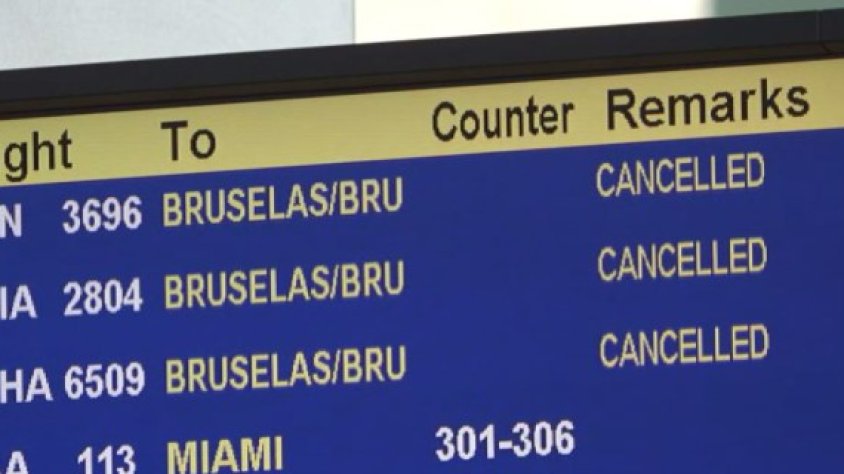 ght To Counter Remarks
N 3696 BRUSELAS/BRU CANCELLED
IA 2804 BRUSELAS/BRU CANCELLED
HA 6509 BRUSELAS/BRU CANCELLED
A 113 MIAMI 301-306